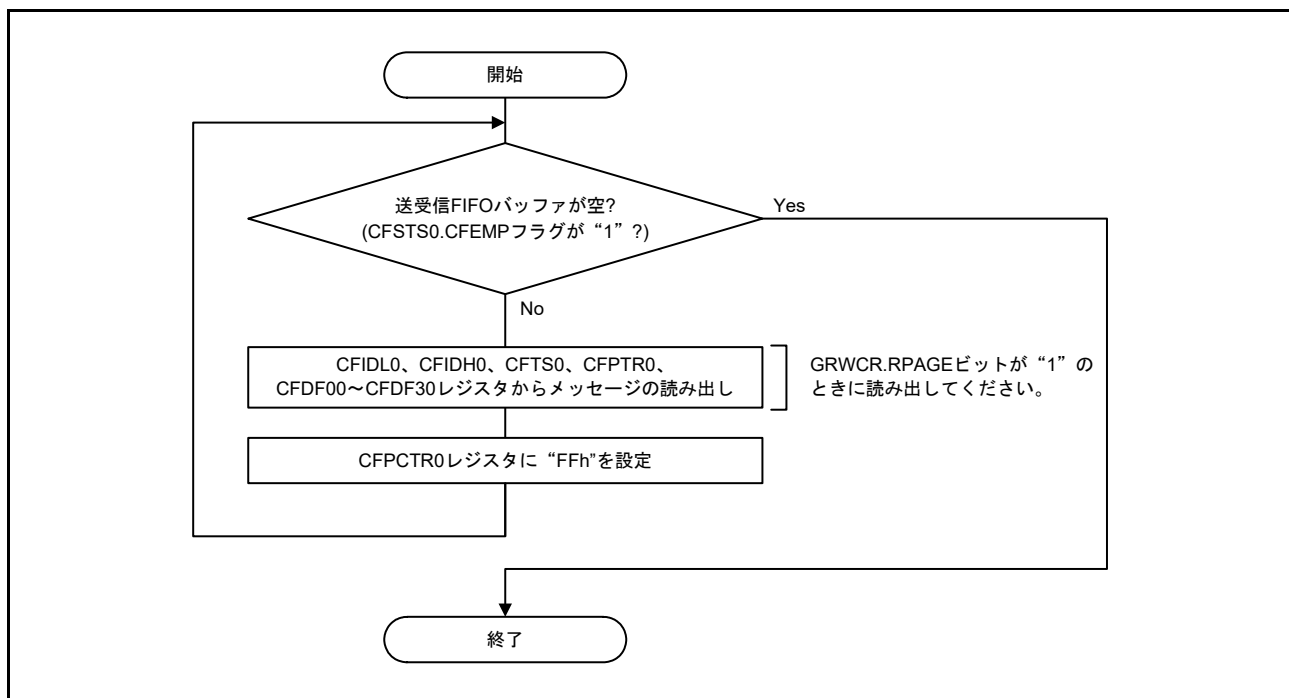 開始
送受信FIFOバッファが空?
(CFSTS0.CFEMPフラグが“1”?)
Yes
No
CFIDL0、CFIDH0、CFTS0、CFPTR0、
CFDF00～CFDF30レジスタからメッセージの読み出し
GRWCR.RPAGEビットが“1”の
ときに読み出してください。
CFPCTR0レジスタに“FFh”を設定
終了